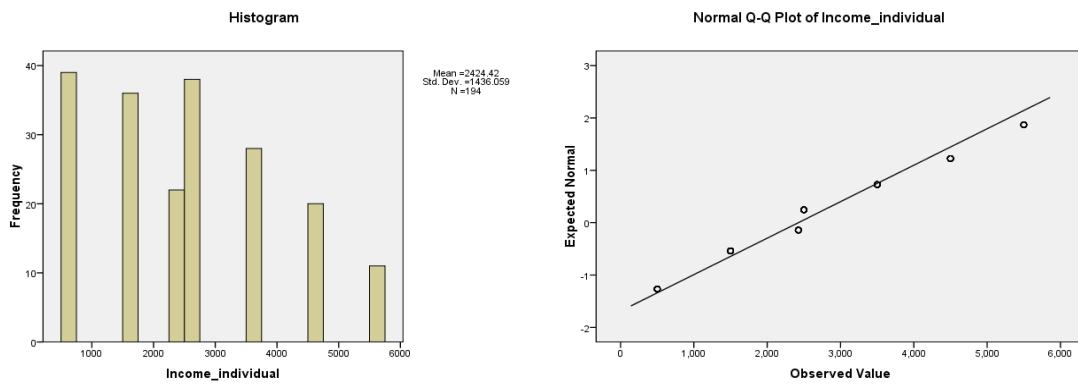 Histogram
40
30
20
10
0
Frequency
1000 2000 3000 4000 5000 6000
Income_individual
Mean =2424.42
Std. Dev. =1436.059
N =194
Normal Q-Q Plot of Income_individual
3
2
1
0
-1
-2
Expected Normal
0 1,000 2,000 3,000 4,000 5,000 6,000
Observed Value